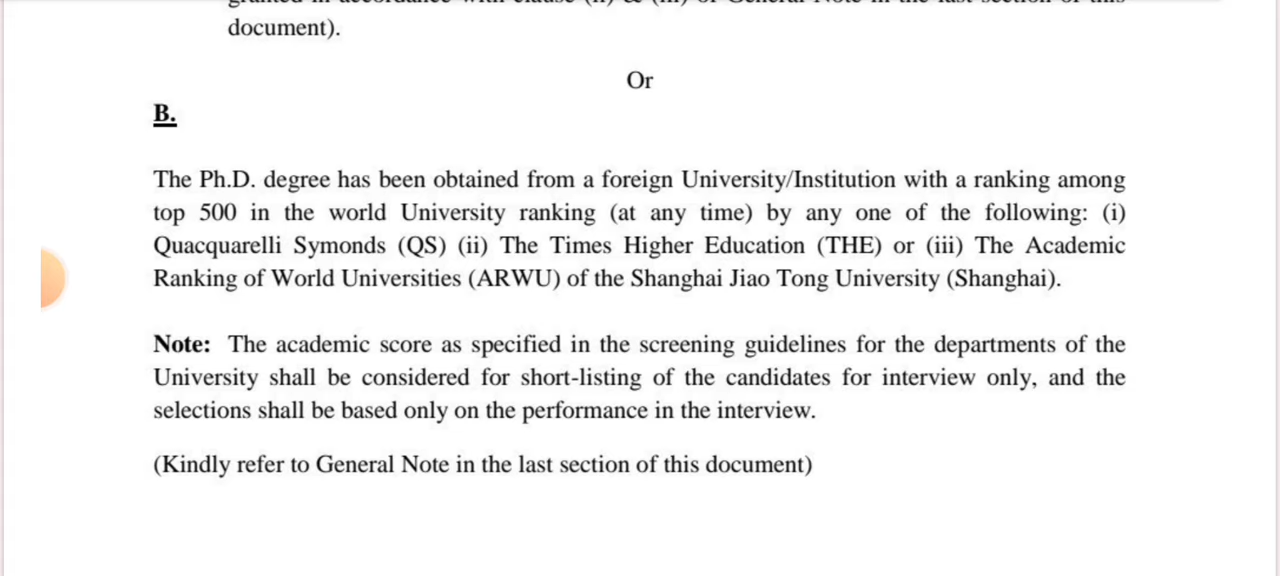 document).
Or
B.
The Ph.D. degree has been obtained from a foreign University/Institution with a ranking among
top 500 in the world University ranking (at any time) by any one of the following: (i)
Quacquarelli Symonds (QS) (ii) The Times Higher Education (THE) or (iii) The Academic
Ranking of World Universities (ARWU) of the Shanghai Jiao Tong University (Shanghai).
Note: The academic score as specified in the screening guidelines for the departments of the
University shall be considered for short-listing of the candidates for interview only, and the
selections shall be based only on the performance in the interview.
(Kindly refer to General Note in the last section of this document)